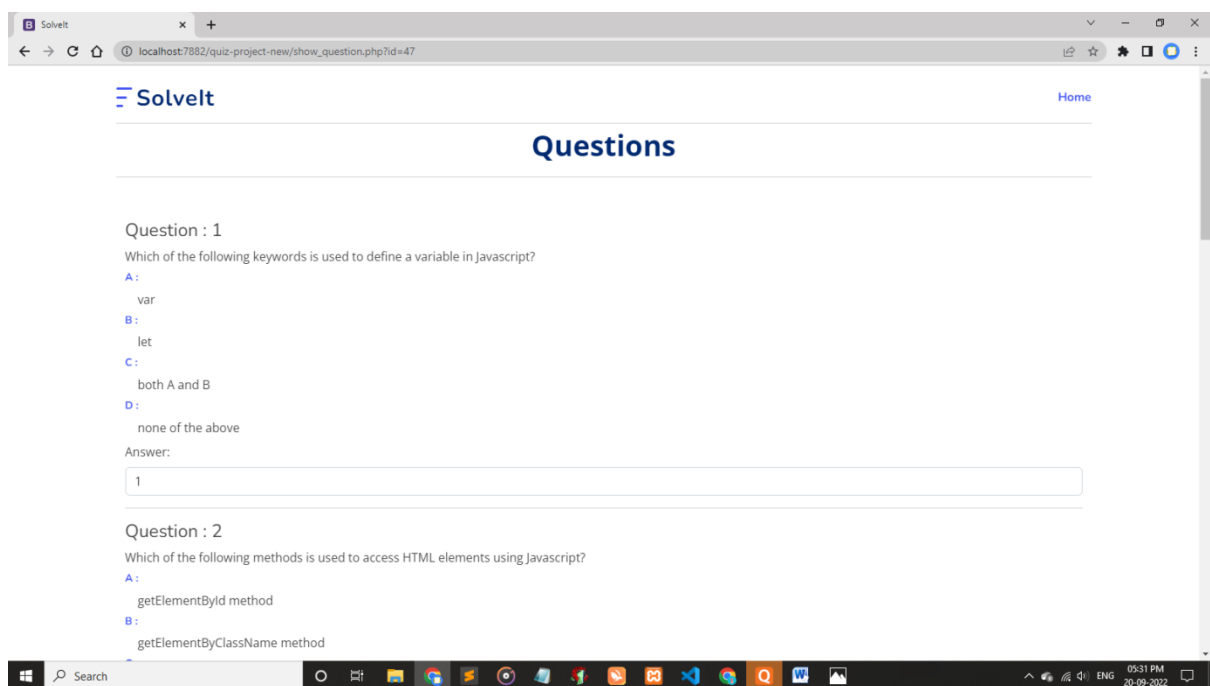 SolveIt
localhost:7882/quiz-project-new/show_question.php?id=47
SolveIt
Home
Questions
Question : 1
Which of the following keywords is used to define a variable in Javascript?
A :
var
B :
let
C :
both A and B
D :
none of the above
Answer:
1
Question : 2
Which of the following methods is used to access HTML elements using Javascript?
A :
getElementById method
B :
getElementByClassName method
Search
ENG
05:31 PM
20-09-2022